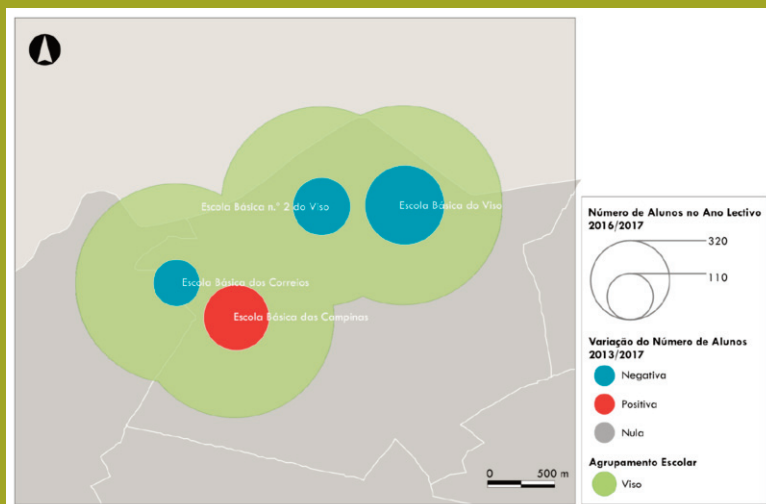 Escola Básica n.º 2 do Viso
Escola Básica do Viso
Escola Básica dos Correios
Escola Básica das Campinas
0 500 m
Número de Alunos no Ano Lectivo
2016/2017
320
110
Variação do Número de Alunos
2013/2017
Negativa
Positiva
Nula
Agrupamento Escolar
Viso